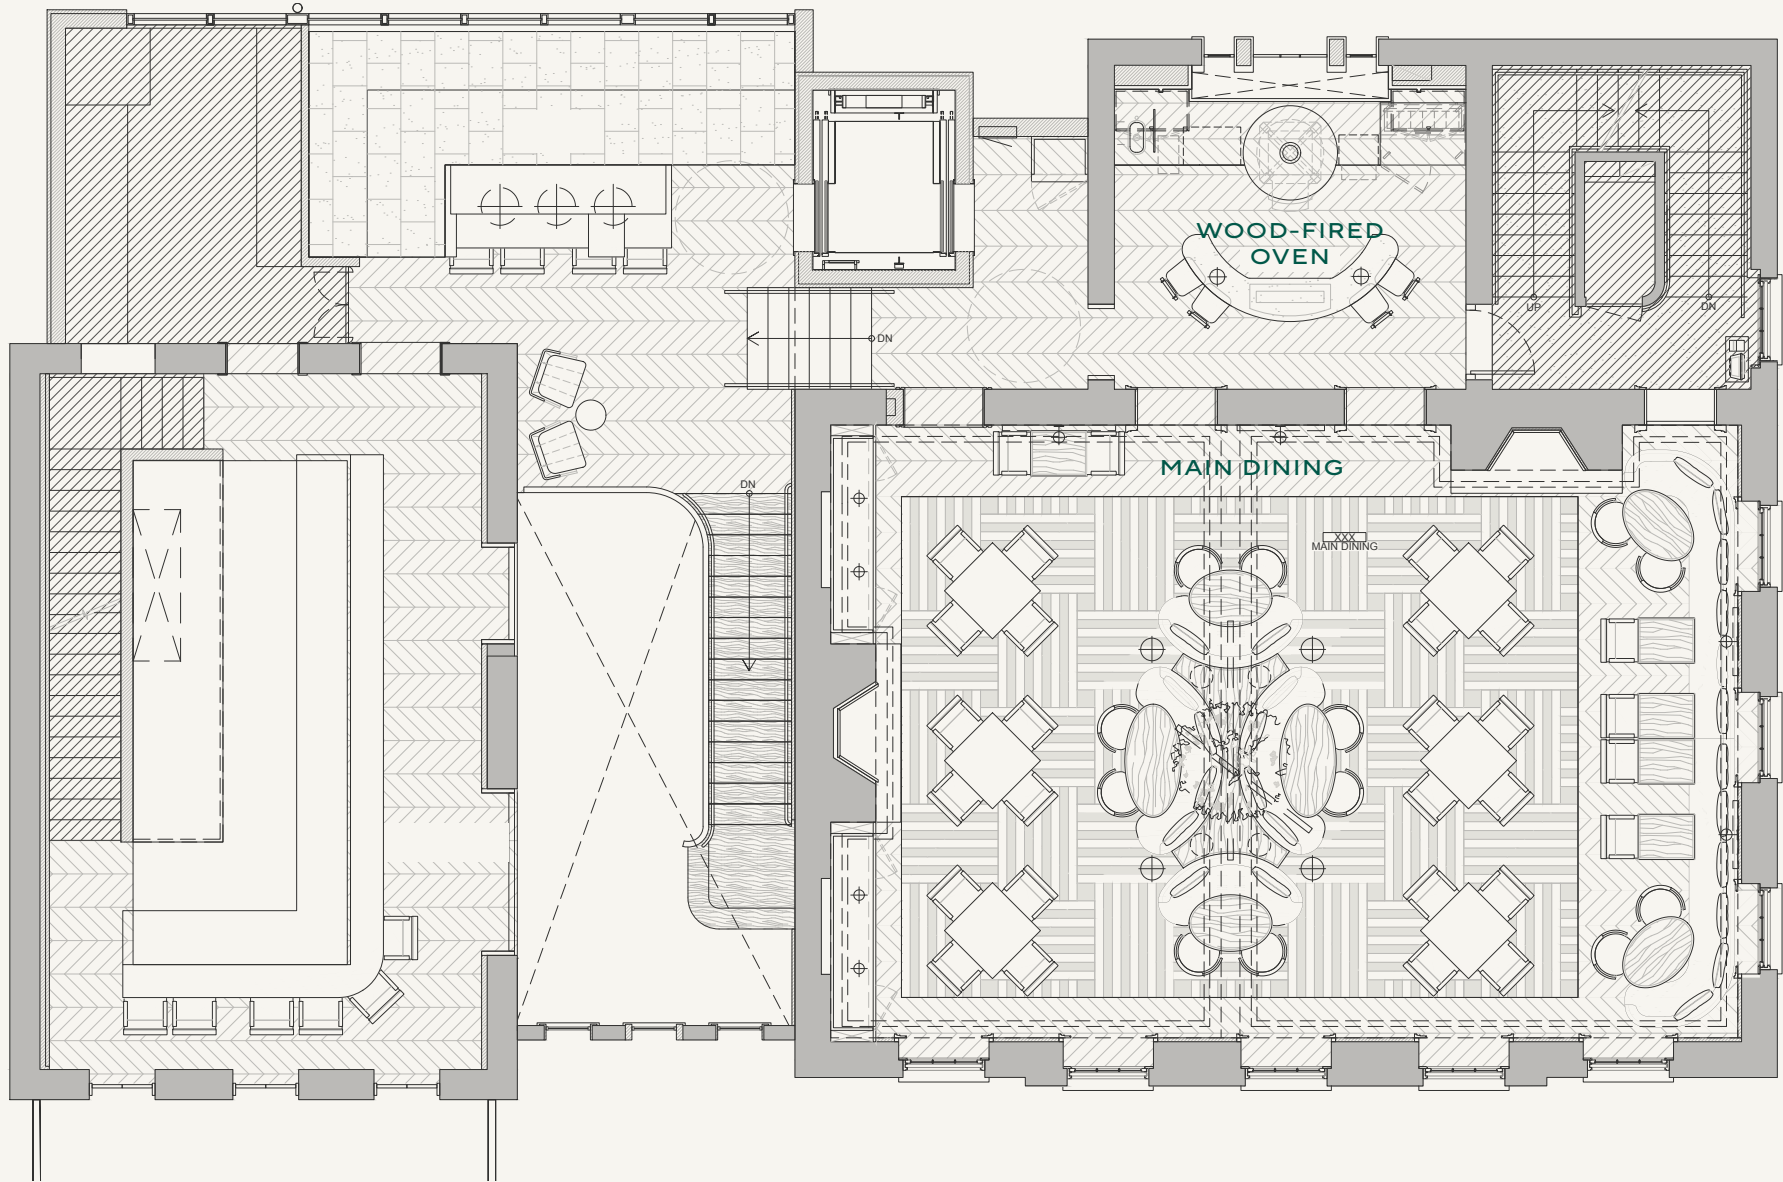 WOOD-FIRED
OVEN
UP
DN
DN
MAIN DINING
DN
XXX
MAIN DINING